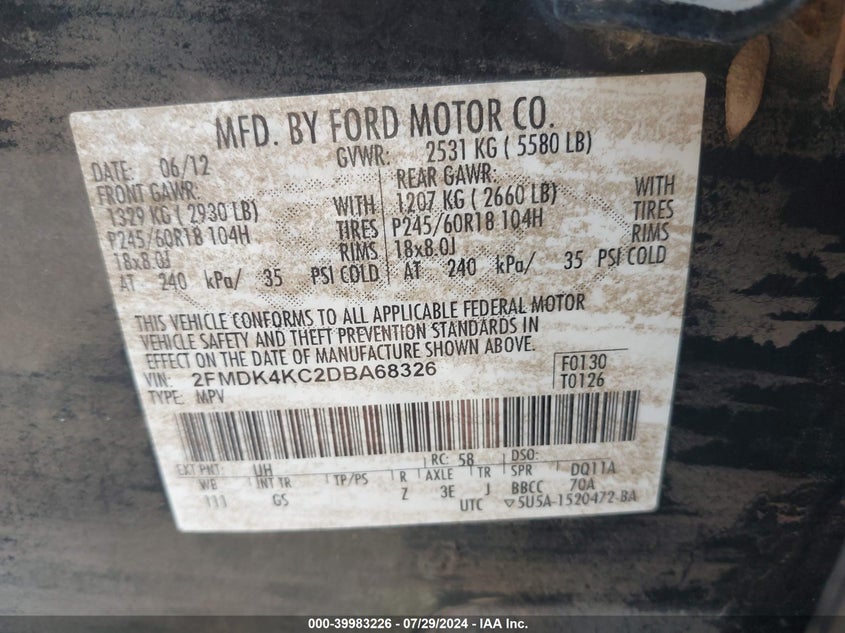 MFD. BY FORD MOTOR CO.
DATE: 06/12 GVWR: 2531 KG ( 5580 LB)
FRONT GAWR: REAR GAWR:
1329 KG ( 2930 LB) WITH 1207 KG ( 2660 LB) WITH
P245/60R18 104H TIRES P245/60R18 104H TIRES
18x8.0J RIMS 18x8.0J RIMS
AT 240 kPa/ 35 PSI COLD AT 240 kPa/ 35 PSI COLD
THIS VEHICLE CONFORMS TO ALL APPLICABLE FEDERAL MOTOR
VEHICLE SAFETY AND THEFT PREVENTION STANDARDS IN
EFFECT ON THE DATE OF MANUFACTURE SHOWN ABOVE.
VIN: 2FMDK4KC2DBA68326 F0130
TYPE: MPV T0126
EXT PNT: UH RC: 58 DSO:
WB INT TR TP/PS R AXLE TR SPR DQ11A
111 GS Z 3E J BBCC 70A
UTC ▽5U5A-1520472-BA
000-39983226 - 07/29/2024 - IAA Inc.